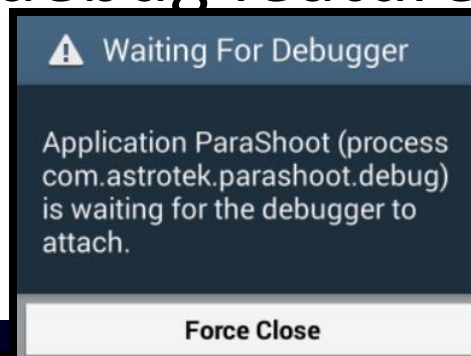 Waiting For Debugger
Application ParaShoot (process
com.astrotek.parashoot.debug)
is waiting for the debugger to
attach.
Force Close